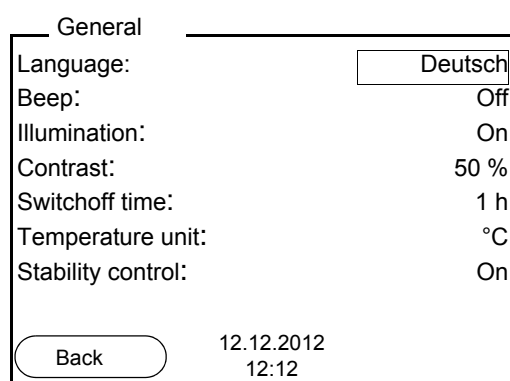 General
Language: Deutsch
Beep: Off
Illumination: On
Contrast: 50 %
Switchoff time: 1 h
Temperature unit: °C
Stability control: On
Back 12.12.2012
12:12